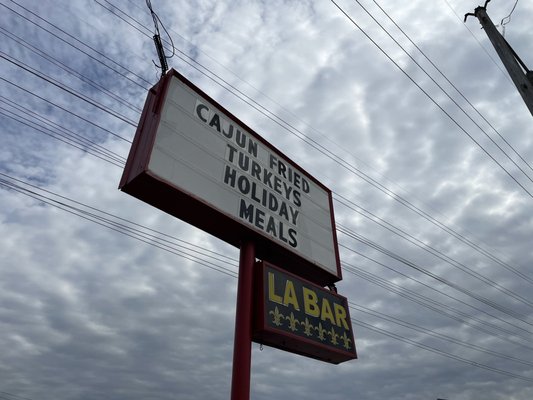 CAJUN FRIED
TURKEYS
HOLIDAY
MEALS
LA BAR